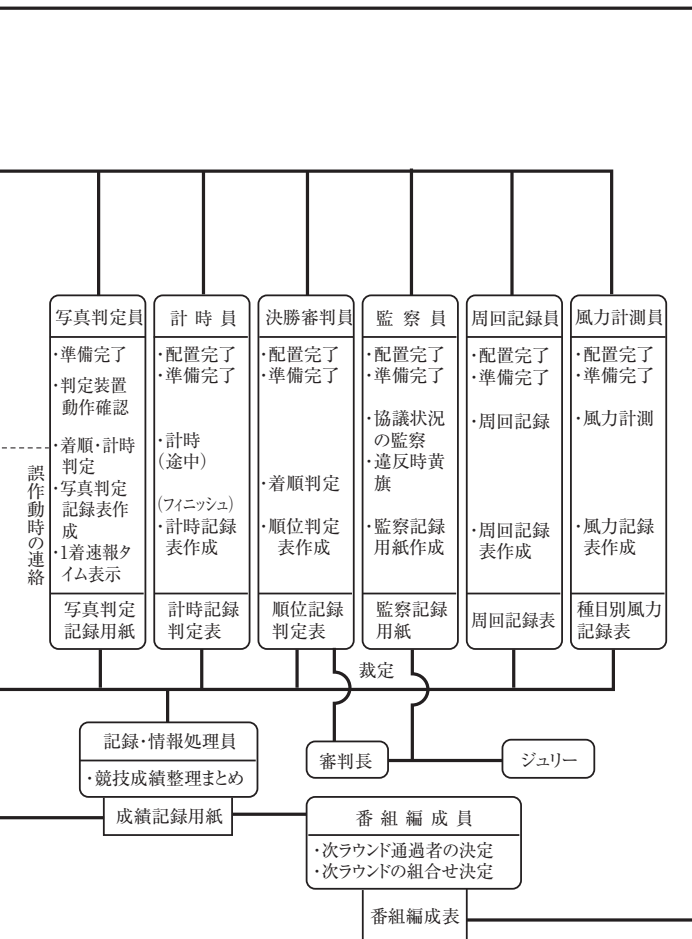 写真判定員
・準備完了
・判定装置
動作確認
・着順・計時
判定
・写真判定
記録表作
成
・1着速報タ
イム表示
写真判定
記録用紙
計時員
・配置完了
・準備完了
・計時
（途中）
（フィニッシュ）
・計時記録
表作成
計時記録
判定表
決勝審判員
・配置完了
・準備完了
・着順判定
・順位判定
表作成
順位記録
判定表
監察員
・配置完了
・準備完了
・協議状況
の監察
・違反時黄
旗
・監察記録
用紙作成
監察記録
用紙
周回記録員
・配置完了
・準備完了
・周回記録
・周回記録
表作成
周回記録表
風力計測員
・配置完了
・準備完了
・風力計測
・風力記録
表作成
種目別風力
記録表
誤作動時の連絡
裁定
記録・情報処理員
・競技成績整理まとめ
成績記録用紙
審判長
ジュリー
番組編成員
・次ラウンド通過者の決定
・次ラウンドの組合せ決定
番組編成表